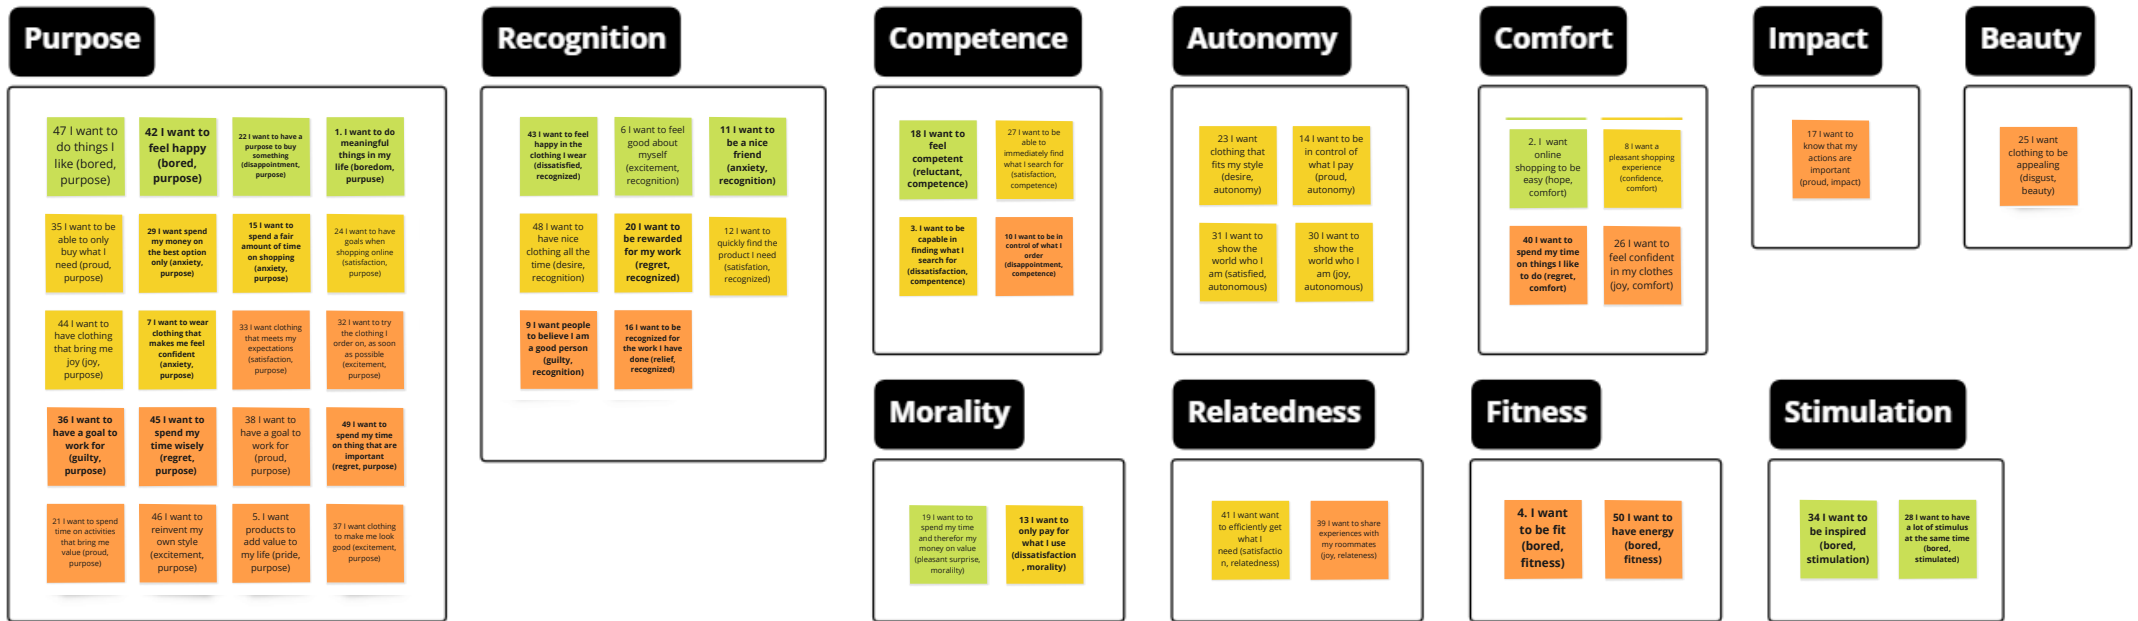 Purpose
47 I want to
do things I
like (bored,
purpose)
42 I want to
feel happy
(bored,
purpose)
22 I want to have a
purpose to buy
something
(disappointment,
purpose)
1. I want to do
meaningful
things in my
life (boredom,
purpuse)
35 I want to be
able to only
buy what I
need (proud,
purpose)
29 I want spend
my money on
the best option
only (anxiety,
purpose)
15 I want to
spend a fair
amount of time
on shopping
(anxiety,
purpose)
24 I want to have
goals when
shopping online
(satisfaction,
purpose)
44 I want to
have clothing
that bring me
joy (joy,
purpose)
7 I want to wear
clothing that
makes me feel
confident
(anxiety,
purpose)
33 I want clothing
that meets my
expectations
(satisfaction,
purpose)
32 I want to try
the clothing I
order on, as soon
as possible
(excitement,
purpose)
36 I want to
have a goal to
work for
(guilty,
purpose)
45 I want to
spend my
time wisely
(regret,
purpose)
38 I want to
have a goal to
work for
(proud,
purpose)
49 I want to
spend my time
on thing that are
important
(regret, purpose)
21 I want to spend
time on activities
that bring me
value (proud,
purpose)
46 I want to
reinvent my
own style
(excitement,
purpose)
5. I want
products to
add value to
my life (pride,
purpose)
37 I want clothing
to make me look
good (excitement,
purpose)
Recognition
43 I want to feel
happy in the
clothing I wear
(dissatisfied,
recognized)
6 I want to feel
good about
myself
(excitement,
recognition)
11 I want to
be a nice
friend
(anxiety,
recognition)
48 I want to
have nice
clothing all the
time (desire,
recognition)
20 I want to
be rewarded
for my work
(regret,
recognized)
12 I want to
quickly find the
product I need
(satisfation,
recognized)
9 I want people
to believe I am
a good person
(guilty,
recognition)
16 I want to be
recognized for
the work I have
done (relief,
recognized)
Competence
18 I want to
feel
competent
(reluctant,
competence)
27 I want to be
able to
immediately find
what I search for
(satisfaction,
competence)
3. I want to be
capable in
finding what I
search for
(dissatisfaction,
compentence)
10 I want to be in
control of what I
order
(disappointment,
competence)
Autonomy
23 I want
clothing that
fits my style
(desire,
autonomy)
14 I want to be
in control of
what I pay
(proud,
autonomy)
31 I want to
show the
world who I
am (satisfied,
autonomous)
30 I want to
show the
world who I
am (joy,
autonomous)
Comfort
2. I want
online
shopping to be
easy (hope,
comfort)
8 I want a
pleasant shopping
experience
(confidence,
comfort)
40 I want to
spend my time
on things I like
to do (regret,
comfort)
26 I want to
feel confident
in my clothes
(joy, comfort)
Impact
17 I want to
know that my
actions are
important
(proud, impact)
Beauty
25 I want
clothing to be
appealing
(disgust,
beauty)
Morality
19 I want to to
spend my time
and therefor my
money on value
(pleasant surprise,
moralilty)
13 I want to
only pay for
what I use
(dissatisfaction
, morality)
Relatedness
41 I want want
to efficiently get
what I
need (satisfactio
n, relatedness)
39 I want to share
experiences with
my roommates
(joy, relateness)
Fitness
4. I want
to be fit
(bored,
fitness)
50 I want to
have energy
(bored,
fitness)
Stimulation
34 I want to
be inspired
(bored,
stimulation)
28 I want to have
a lot of stimulus
at the same time
(bored,
stimulated)